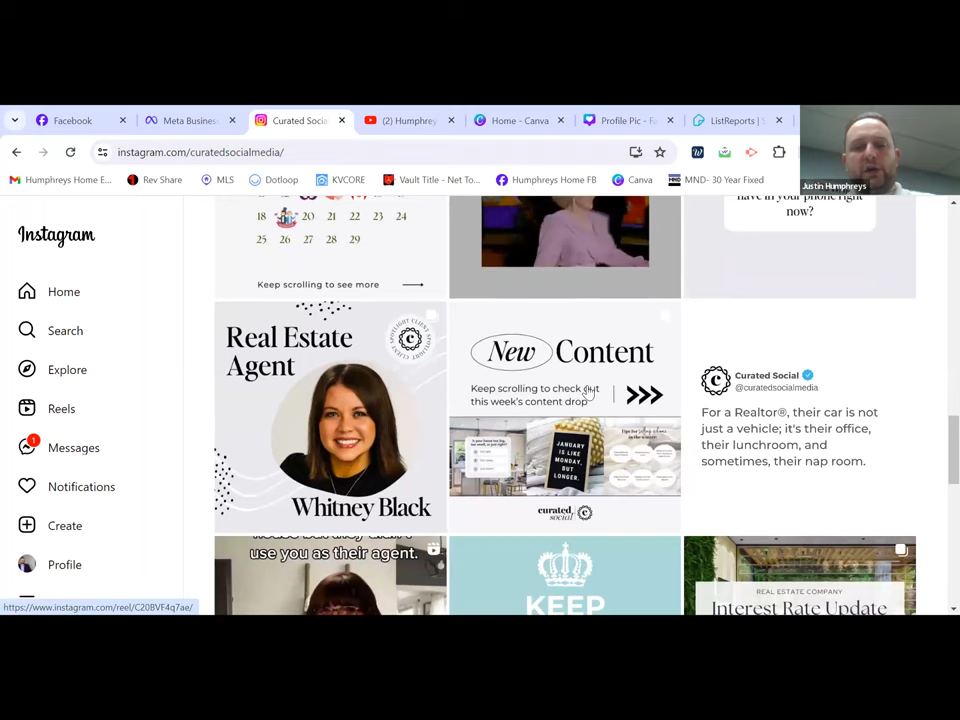 Facebook
Meta Busines
Curated Socia
(2) Humphrey
Home - Canva
Profile Pic - Fa
ListReports | S
instagram.com/curatedsocialmedia/
Humphreys Home E...
Rev Share
MLS
Dotloop
KVCORE
Vault Title - Net To...
Humphreys Home FB
Canva
MND- 30 Year Fixed
Justin Humphreys
Instagram
Home
Search
Explore
Reels
1
Messages
Notifications
Create
Profile
https://www.instagram.com/reel/C20BVF4q7ae/
18 20 21 22 23 24
25 26 27 28 29
Keep scrolling to see more
have in your phone right
now?
Real Estate
Agent
CLIENT SPOTLIGHT CLIENT SPOTLIGHT
C
Whitney Black
New Content
Keep scrolling to check out
this week's content drop
JANUARY
IS LIKE
MONDAY,
BUT
LONGER.
curated
social
C
Curated Social
@curatedsocialmedia
For a Realtor®, their car is not
just a vehicle; it's their office,
their lunchroom, and
sometimes, their nap room.
use you as their agent.
KEEP
REAL ESTATE COMPANY
Interest Rate Update